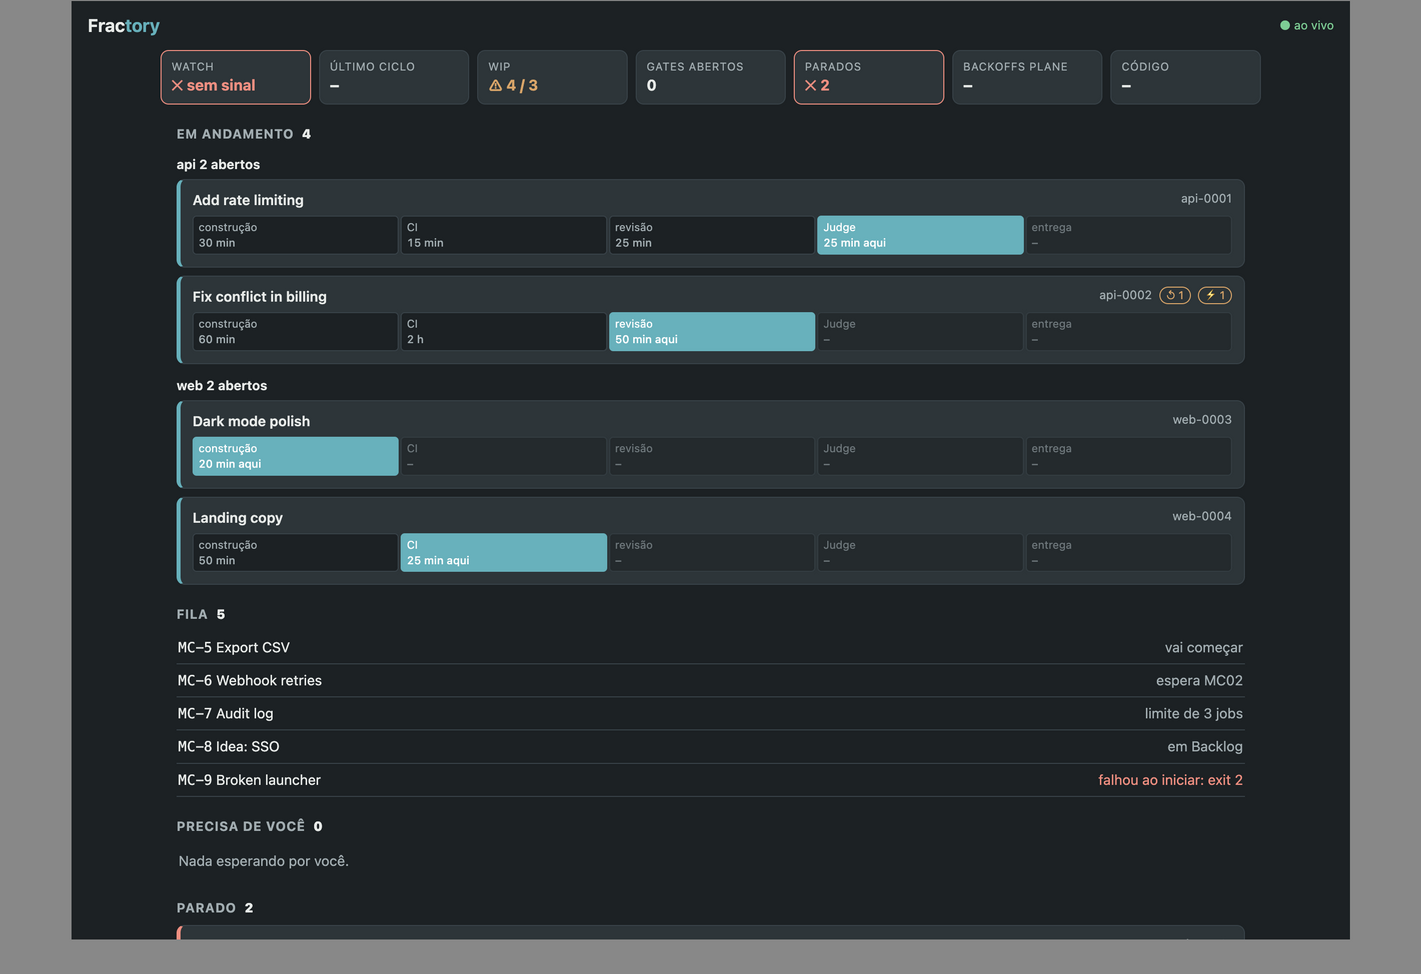 Fractory
ao vivo
WATCH
sem sinal
ÚLTIMO CICLO
–
WIP
4 / 3
GATES ABERTOS
0
PARADOS
2
BACKOFFS PLANE
–
CÓDIGO
–
EM ANDAMENTO 4
api 2 abertos
Add rate limiting
api-0001
construção
30 min
CI
15 min
revisão
25 min
Judge
25 min aqui
entrega
–
Fix conflict in billing
api-0002
1
1
construção
60 min
CI
2 h
revisão
50 min aqui
Judge
–
entrega
–
web 2 abertos
Dark mode polish
web-0003
construção
20 min aqui
CI
–
revisão
–
Judge
–
entrega
–
Landing copy
web-0004
construção
50 min
CI
25 min aqui
revisão
–
Judge
–
entrega
–
FILA 5
MC–5 Export CSV
vai começar
MC–6 Webhook retries
espera MC02
MC–7 Audit log
limite de 3 jobs
MC–8 Idea: SSO
em Backlog
MC–9 Broken launcher
falhou ao iniciar: exit 2
PRECISA DE VOCÊ 0
Nada esperando por você.
PARADO 2